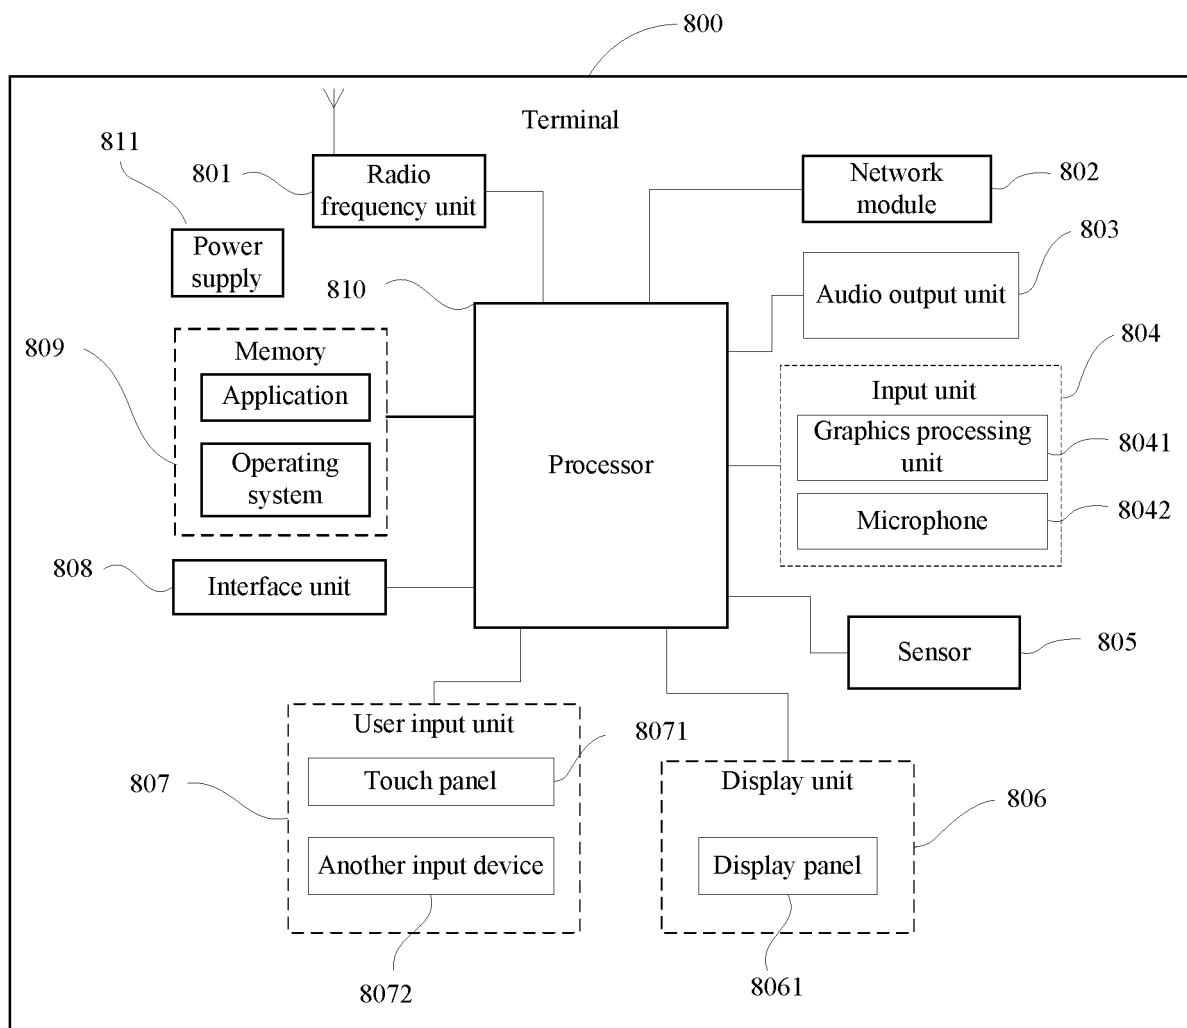 800
Terminal
811
801
Radio
frequency unit
Network
module
802
Power
supply
803
Audio output unit
810
809
Memory
Application
Operating
system
804
Input unit
Graphics processing
unit
8041
Microphone
8042
Processor
808
Interface unit
Sensor
805
User input unit
8071
Touch panel
807
Another input device
8072
Display unit
806
Display panel
8061